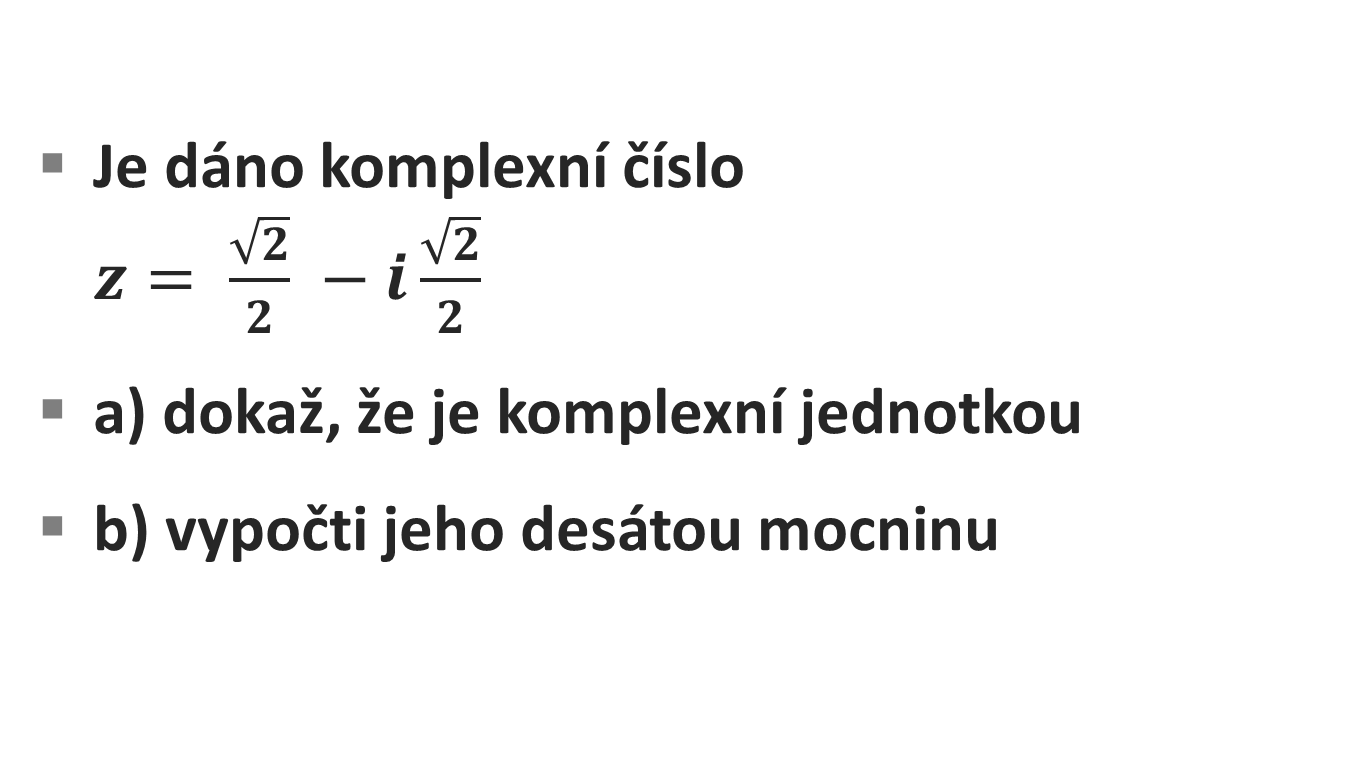 ▪ Je dáno komplexní číslo
z = √2/2 − i √2/2
▪ a) dokaž, že je komplexní jednotkou
▪ b) vypočti jeho desátou mocninu